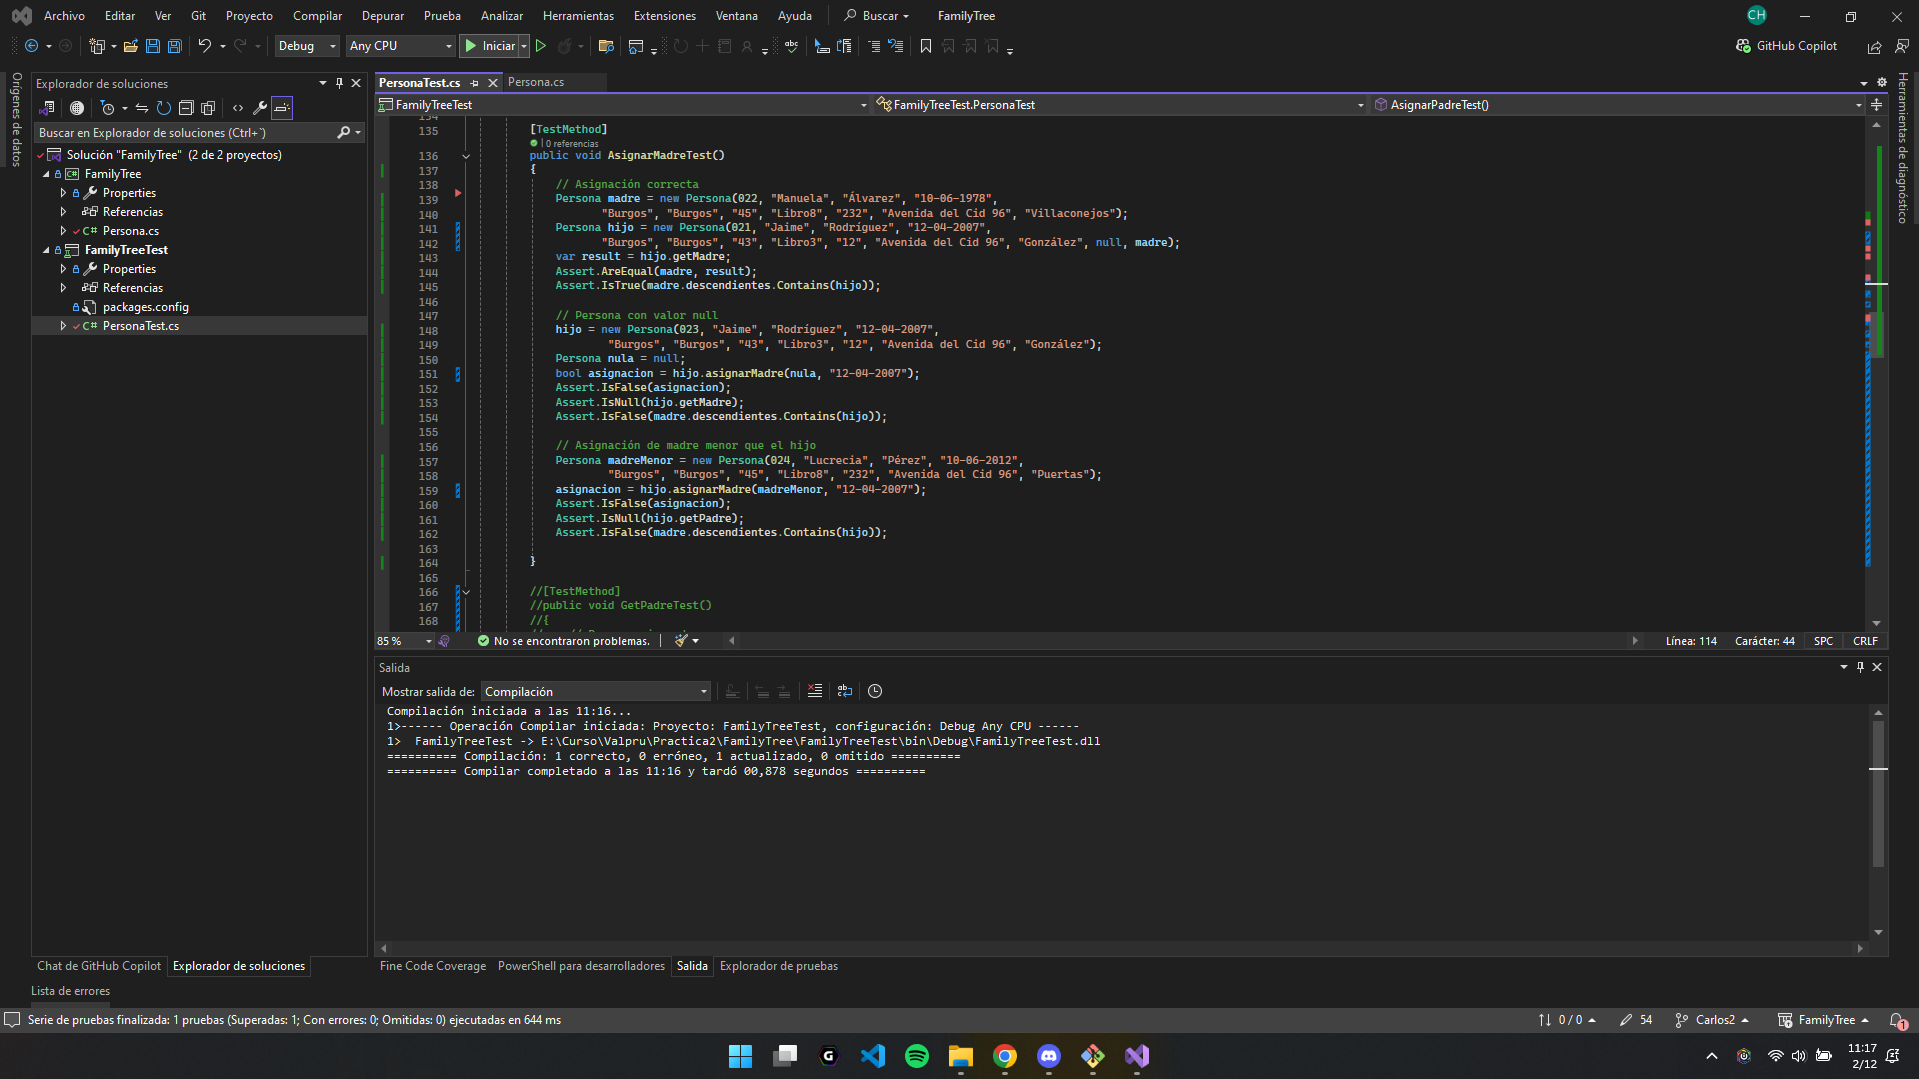 Archivo Editar Ver Git Proyecto Compilar Depurar Prueba Analizar Herramientas Extensiones Ventana Ayuda Buscar FamilyTree CH
Debug Any CPU Iniciar GitHub Copilot
Orígenes de datos
Explorador de soluciones
Buscar en Explorador de soluciones (Ctrl+`)
Solución "FamilyTree" (2 de 2 proyectos)
FamilyTree
Properties
Referencias
C# Persona.cs
FamilyTreeTest
Properties
Referencias
packages.config
C# PersonaTest.cs
PersonaTest.cs Persona.cs
FamilyTreeTest FamilyTreeTest.PersonaTest AsignarPadreTest()
Herramientas de diagnóstico
134
135 [TestMethod]
0 referencias
136 public void AsignarMadreTest()
137 {
138 // Asignación correcta
139 Persona madre = new Persona(022, "Manuela", "Álvarez", "10-06-1978",
140 "Burgos", "Burgos", "45", "Libro8", "232", "Avenida del Cid 96", "Villaconejos");
141 Persona hijo = new Persona(021, "Jaime", "Rodríguez", "12-04-2007",
142 "Burgos", "Burgos", "43", "Libro3", "12", "Avenida del Cid 96", "González", null, madre);
143 var result = hijo.getMadre;
144 Assert.AreEqual(madre, result);
145 Assert.IsTrue(madre.descendientes.Contains(hijo));
146
147 // Persona con valor null
148 hijo = new Persona(023, "Jaime", "Rodríguez", "12-04-2007",
149 "Burgos", "Burgos", "43", "Libro3", "12", "Avenida del Cid 96", "González");
150 Persona nula = null;
151 bool asignacion = hijo.asignarMadre(nula, "12-04-2007");
152 Assert.IsFalse(asignacion);
153 Assert.IsNull(hijo.getMadre);
154 Assert.IsFalse(madre.descendientes.Contains(hijo));
155
156 // Asignación de madre menor que el hijo
157 Persona madreMenor = new Persona(024, "Lucrecia", "Pérez", "10-06-2012",
158 "Burgos", "Burgos", "45", "Libro8", "232", "Avenida del Cid 96", "Puertas");
159 asignacion = hijo.asignarMadre(madreMenor, "12-04-2007");
160 Assert.IsFalse(asignacion);
161 Assert.IsNull(hijo.getPadre);
162 Assert.IsFalse(madre.descendientes.Contains(hijo));
163
164 }
165
166 //[TestMethod]
167 //public void GetPadreTest()
168 //{
85 % No se encontraron problemas. Línea: 114 Carácter: 44 SPC CRLF
Salida
Mostrar salida de: Compilación
Compilación iniciada a las 11:16...
1>------ Operación Compilar iniciada: Proyecto: FamilyTreeTest, configuración: Debug Any CPU ------
1> FamilyTreeTest -> E:\Curso\Valpru\Practica2\FamilyTree\FamilyTreeTest\bin\Debug\FamilyTreeTest.dll
========== Compilación: 1 correcto, 0 erróneo, 1 actualizado, 0 omitido ==========
========== Compilar completado a las 11:16 y tardó 00,878 segundos ==========
Chat de GitHub Copilot Explorador de soluciones Fine Code Coverage PowerShell para desarrolladores Salida Explorador de pruebas
Lista de errores
Serie de pruebas finalizada: 1 pruebas (Superadas: 1; Con errores: 0; Omitidas: 0) ejecutadas en 644 ms 0 / 0 54 Carlos2 FamilyTree 1
11:17
2/12